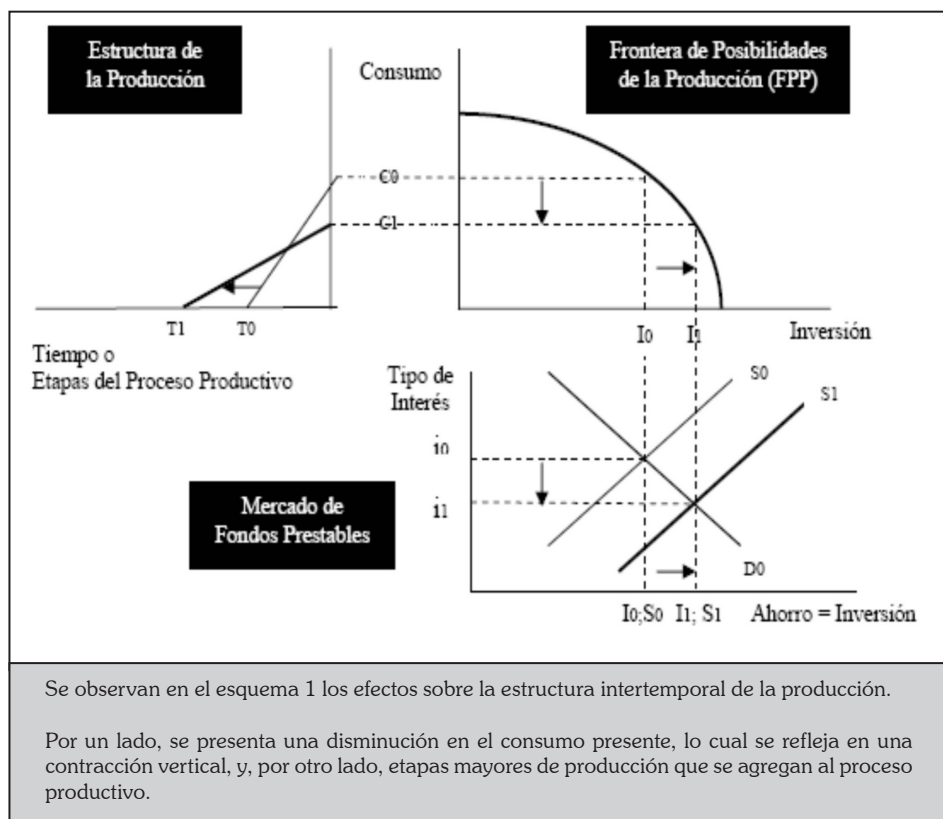 Estructura de
la Producción
Consumo
Frontera de Posibilidades
de la Producción (FPP)
C0
C1
T1
T0
I0
I1
Inversión
Tiempo o
Etapas del Proceso Productivo
Tipo de
Interés
S0
S1
i0
i1
Mercado de
Fondos Prestables
D0
I0;S0
I1; S1
Ahorro = Inversión
Se observan en el esquema 1 los efectos sobre la estructura intertemporal de la producción.
Por un lado, se presenta una disminución en el consumo presente, lo cual se refleja en una
contracción vertical, y, por otro lado, etapas mayores de producción que se agregan al proceso
productivo.